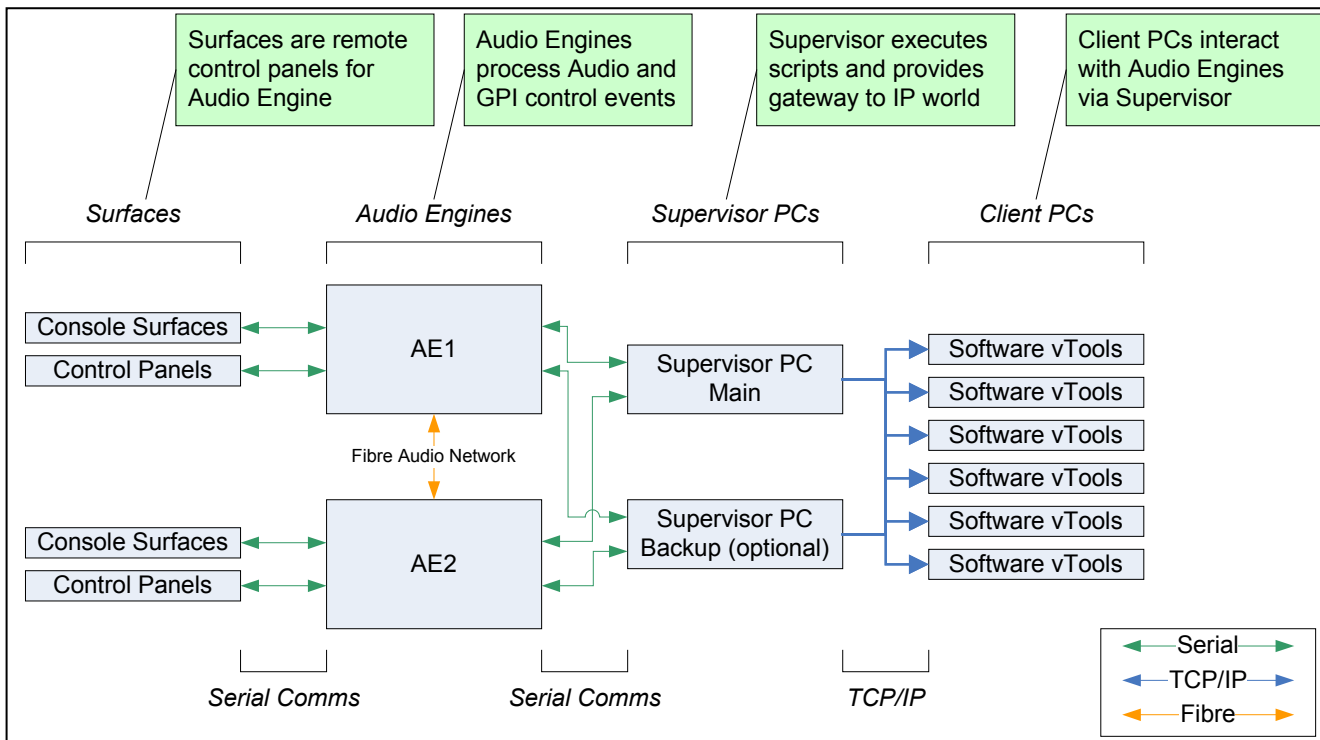 Surfaces are remote
control panels for
Audio Engine
Audio Engines
process Audio and
GPI control events
Supervisor executes
scripts and provides
gateway to IP world
Client PCs interact
with Audio Engines
via Supervisor
Surfaces
Audio Engines
Supervisor PCs
Client PCs
Console Surfaces
Control Panels
AE1
Supervisor PC
Main
Software vTools
Software vTools
Software vTools
Software vTools
Software vTools
Software vTools
Fibre Audio Network
Console Surfaces
Control Panels
AE2
Supervisor PC
Backup (optional)
Serial Comms
Serial Comms
TCP/IP
Serial
TCP/IP
Fibre